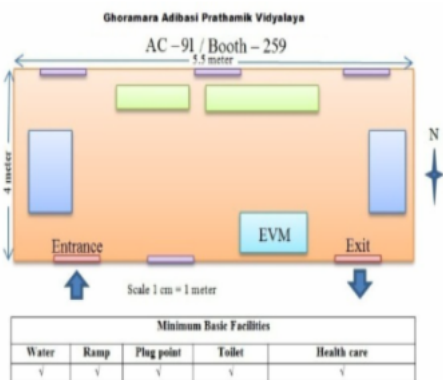 Ghoramara Adibasi Prathamik Vidyalaya
AC – 91 / Booth – 259
5.5 meter
4 meter
N
EVM
Entrance
Exit
Scale 1 cm = 1 meter
Minimum Basic Facilities
Water Ramp Plug point Toilet Health care
√ √ √ √ √